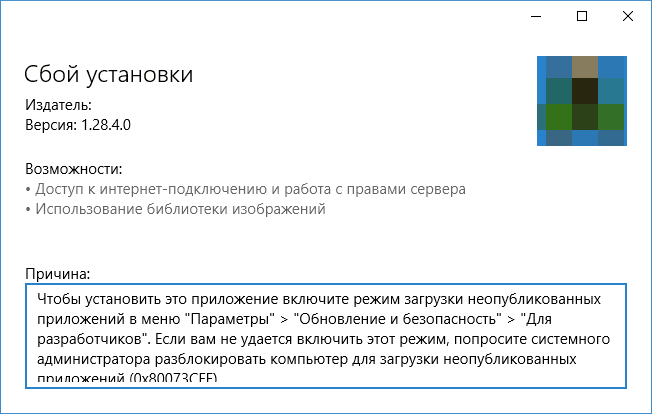 Сбой установки
Издатель:
Версия: 1.28.4.0
Возможности:
• Доступ к интернет-подключению и работа с правами сервера
• Использование библиотеки изображений
Причина:
Чтобы установить это приложение включите режим загрузки неопубликованных
приложений в меню "Параметры" > "Обновление и безопасность" > "Для
разработчиков". Если вам не удается включить этот режим, попросите системного
администратора разблокировать компьютер для загрузки неопубликованных
приложений (0x80073CFF)